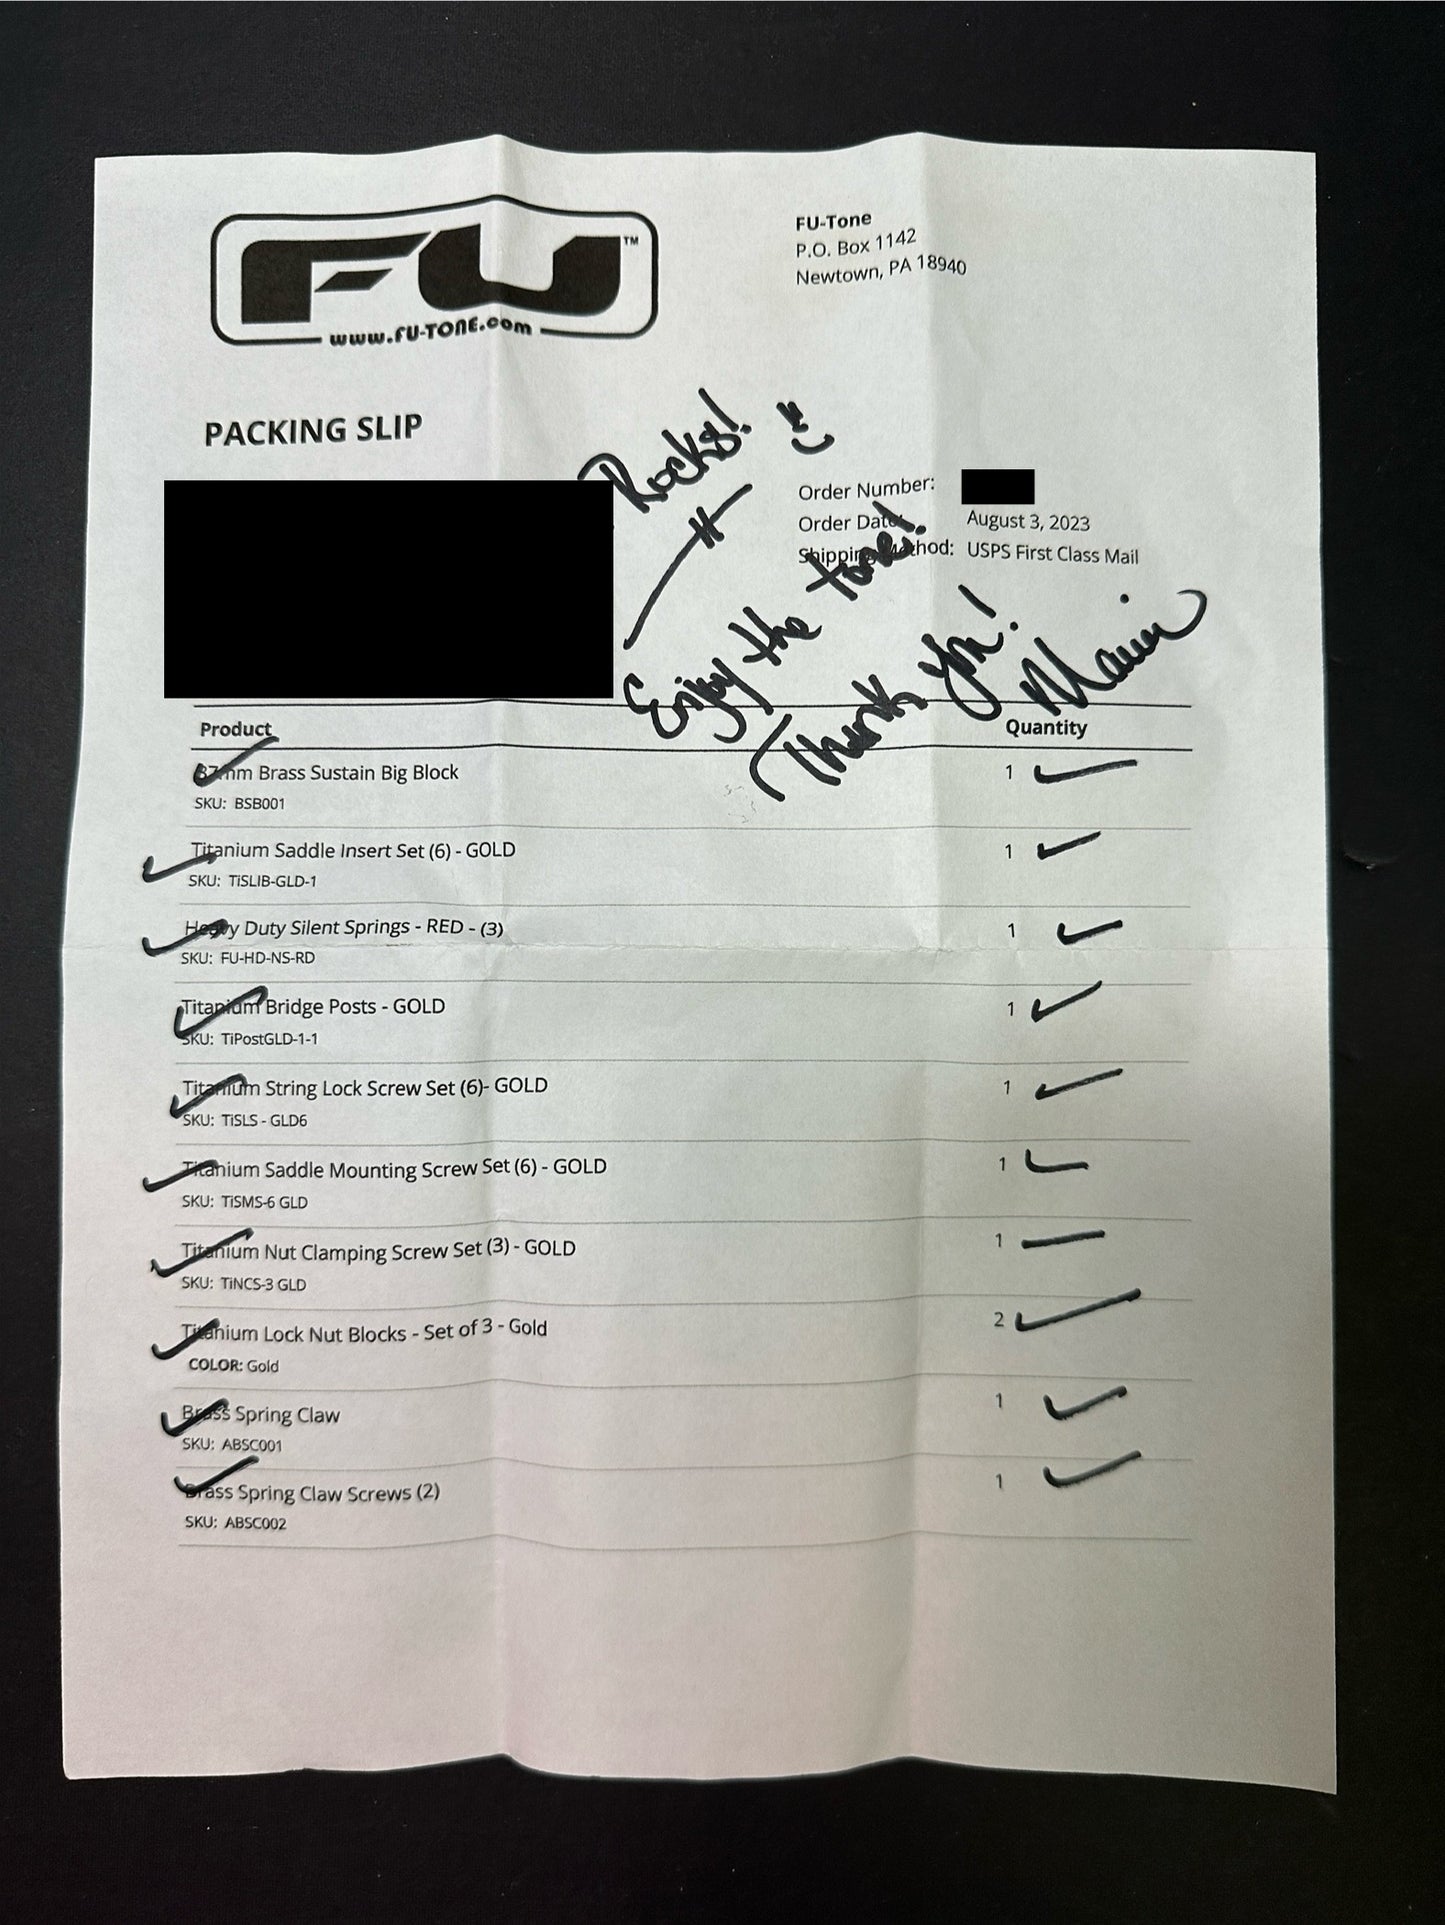 FU™
www.FU-TONE.com
FU-Tone
P.O. Box 1142
Newtown, PA 18940
PACKING SLIP
Rocks!
Order Number:
Order Date: August 3, 2023
Shipping Method: USPS First Class Mail
Enjoy the tone!
Thank you!
Product Quantity
37mm Brass Sustain Big Block 1
SKU: BSB001
Titanium Saddle Insert Set (6) - GOLD 1
SKU: TiSLIB-GLD-1
Heavy Duty Silent Springs - RED - (3) 1
SKU: FU-HD-NS-RD
Titanium Bridge Posts - GOLD 1
SKU: TiPostGLD-1-1
Titanium String Lock Screw Set (6)- GOLD 1
SKU: TiSLS - GLD6
Titanium Saddle Mounting Screw Set (6) - GOLD 1
SKU: TiSMS-6 GLD
Titanium Nut Clamping Screw Set (3) - GOLD 1
SKU: TiNCS-3 GLD
Titanium Lock Nut Blocks - Set of 3 - Gold 2
COLOR: Gold
Brass Spring Claw 1
SKU: ABSC001
Brass Spring Claw Screws (2) 1
SKU: ABSC002